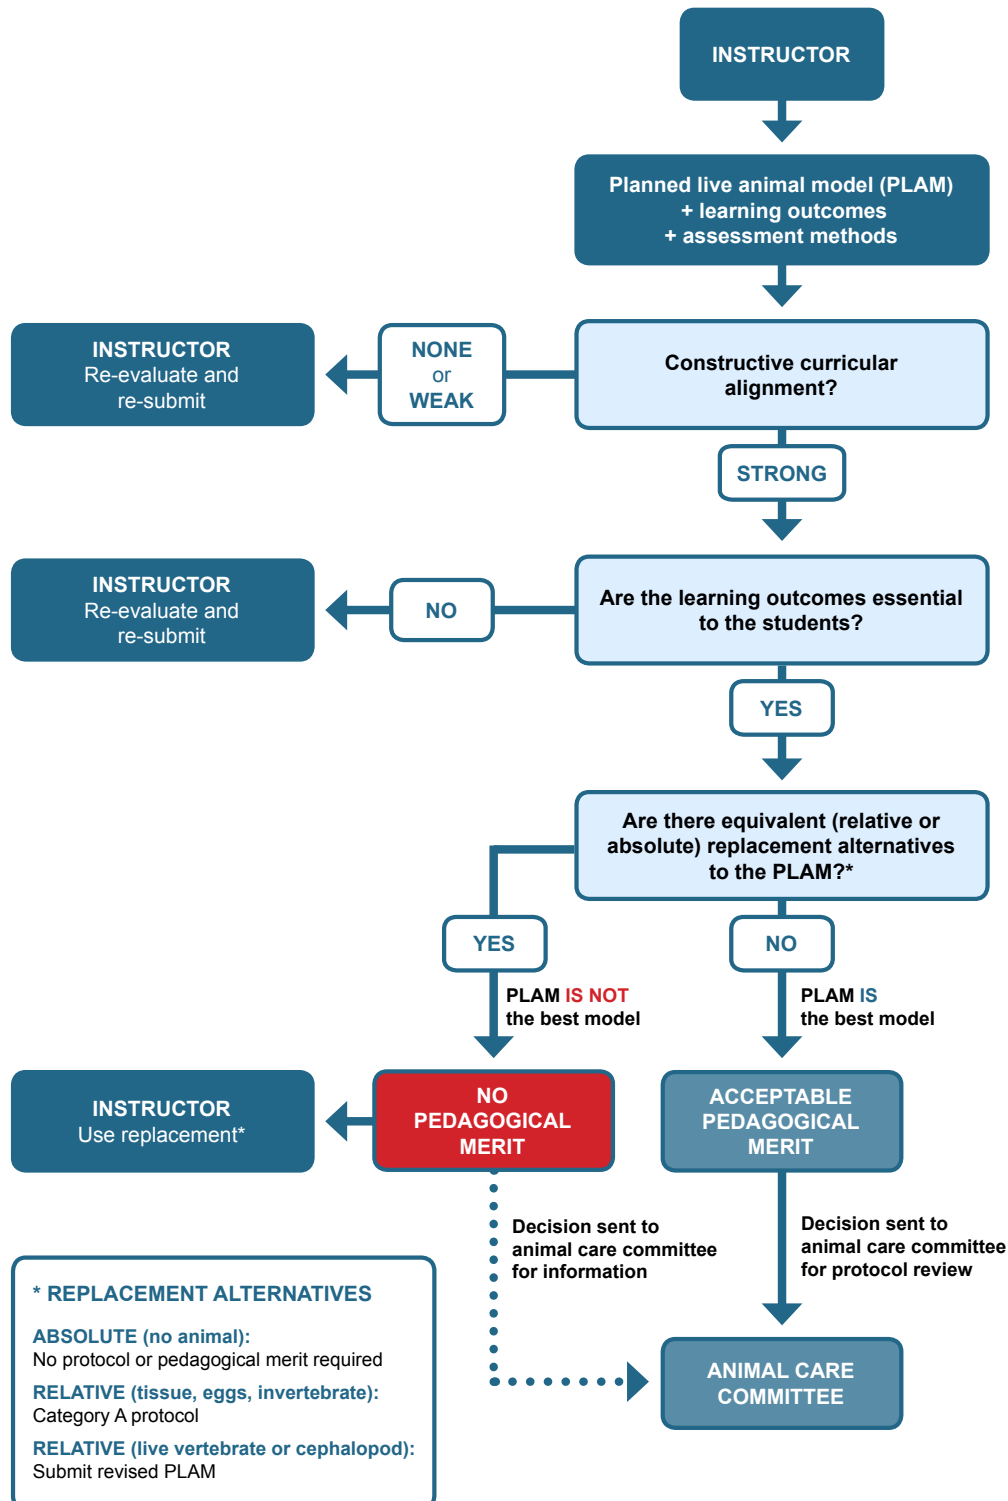 INSTRUCTOR
Planned live animal model (PLAM)
+ learning outcomes
+ assessment methods
Constructive curricular
alignment?
NONE
or
WEAK
INSTRUCTOR
Re-evaluate and
re-submit
STRONG
Are the learning outcomes essential
to the students?
NO
INSTRUCTOR
Re-evaluate and
re-submit
YES
Are there equivalent (relative or
absolute) replacement alternatives
to the PLAM?*
YES
NO
PLAM IS NOT
the best model
PLAM IS
the best model
INSTRUCTOR
Use replacement*
NO
PEDAGOGICAL
MERIT
ACCEPTABLE
PEDAGOGICAL
MERIT
Decision sent to
animal care committee
for information
Decision sent to
animal care committee
for protocol review
ANIMAL CARE
COMMITTEE
* REPLACEMENT ALTERNATIVES
ABSOLUTE (no animal):
No protocol or pedagogical merit required
RELATIVE (tissue, eggs, invertebrate):
Category A protocol
RELATIVE (live vertebrate or cephalopod):
Submit revised PLAM